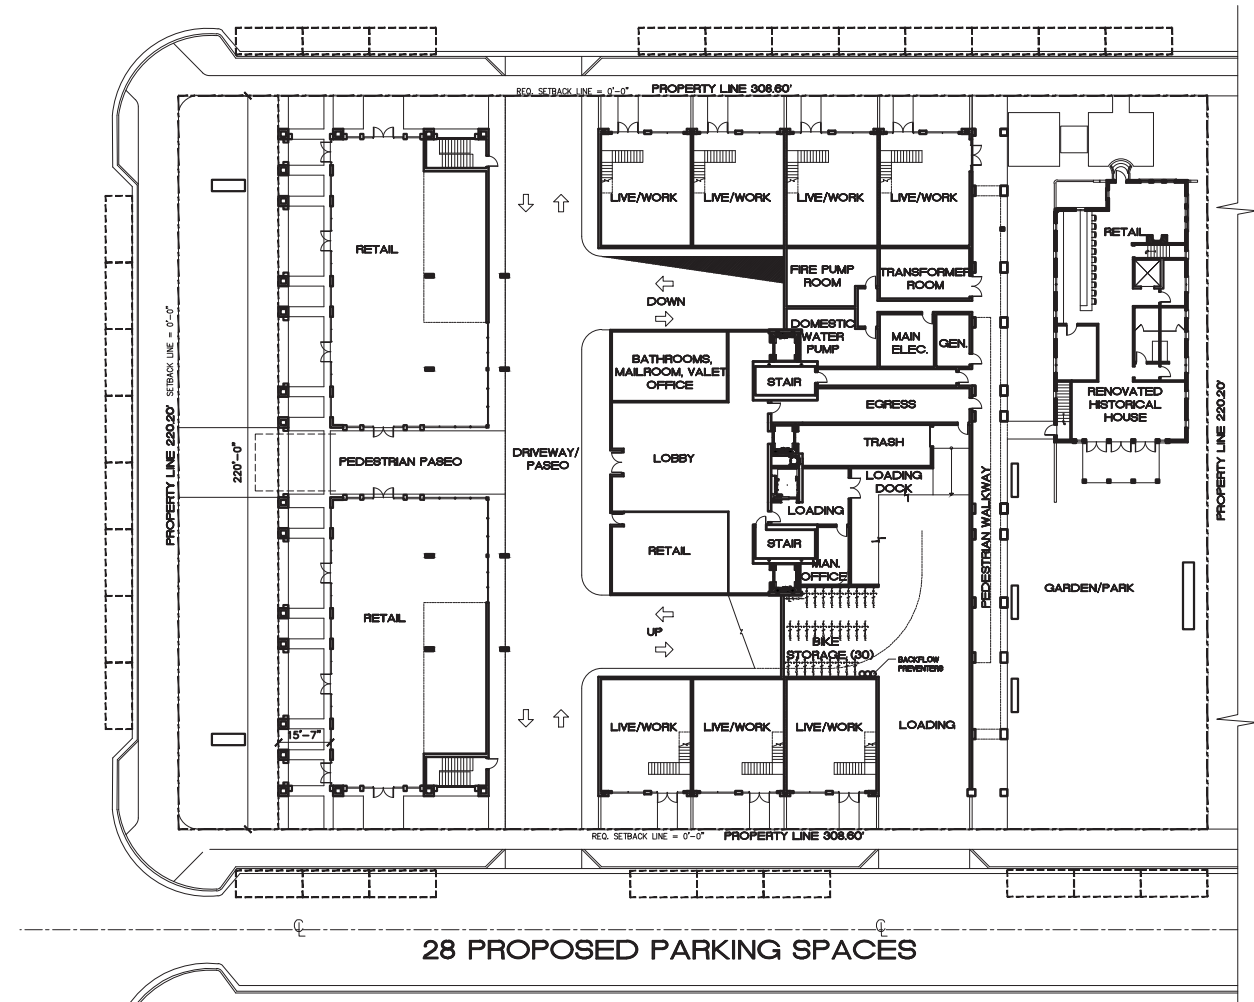 REQ. SETBACK LINE = 0'-0"
PROPERTY LINE 308.60'
LIVE/WORK
LIVE/WORK
LIVE/WORK
LIVE/WORK
RETAIL
RETAIL
FIRE PUMP
ROOM
TRANSFORMER
ROOM
DOWN
DOMESTIC
WATER
PUMP
MAIN
ELEC.
GEN.
BATHROOMS,
MAILROOM, VALET
OFFICE
STAIR
EGRESS
RENOVATED
HISTORICAL
HOUSE
SETBACK LINE = 0'-0"
PROPERTY LINE 220.20'
220'-0"
PEDESTRIAN PASEO
DRIVEWAY/
PASEO
LOBBY
TRASH
LOADING
DOCK
LOADING
PEDESTRIAN WALKWAY
PROPERTY LINE 220.20'
RETAIL
STAIR
MAN.
OFFICE
GARDEN/PARK
RETAIL
UP
BIKE
STORAGE (30)
BACKFLOW
PREVENTERS
LIVE/WORK
LIVE/WORK
LIVE/WORK
LOADING
15'-7"
REQ. SETBACK LINE = 0'-0"
PROPERTY LINE 308.60'
28 PROPOSED PARKING SPACES